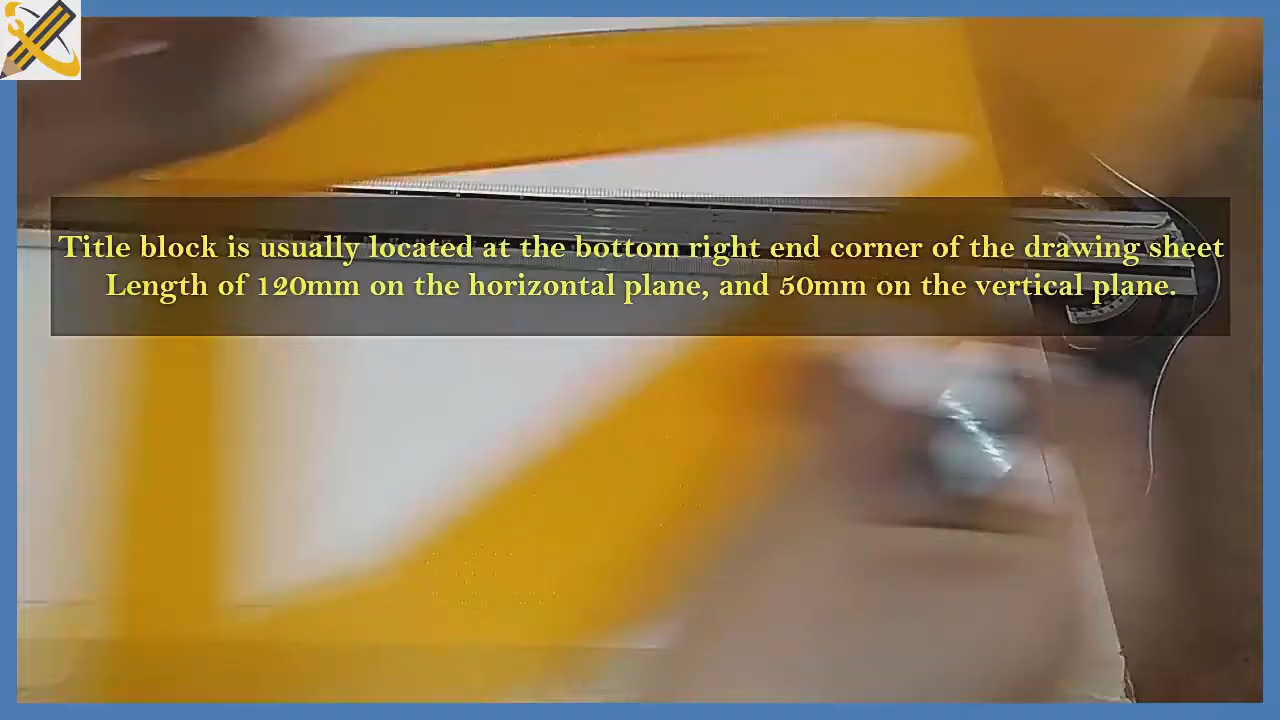 Title block is usually located at the bottom right end corner of the drawing sheet
Length of 120mm on the horizontal plane, and 50mm on the vertical plane.